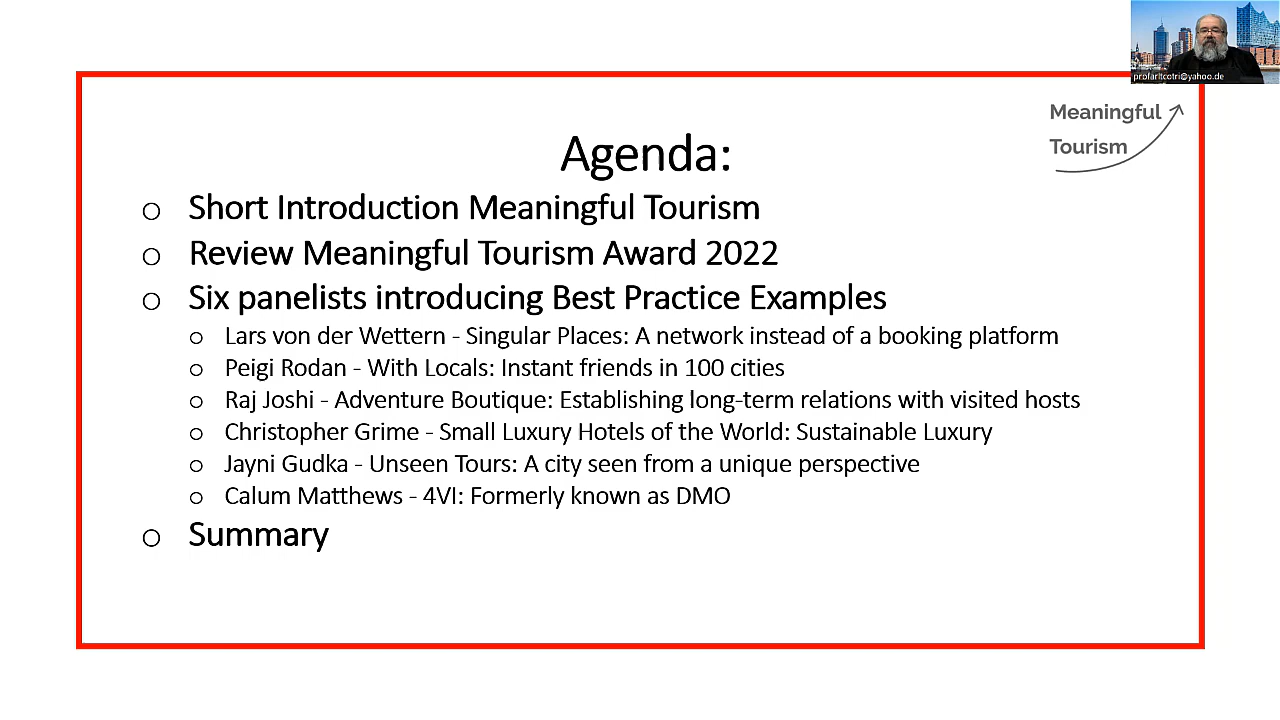 profarltcotri@yahoo.de
Meaningful
Tourism
Agenda:
o Short Introduction Meaningful Tourism
o Review Meaningful Tourism Award 2022
o Six panelists introducing Best Practice Examples
o Lars von der Wettern - Singular Places: A network instead of a booking platform
o Peigi Rodan - With Locals: Instant friends in 100 cities
o Raj Joshi - Adventure Boutique: Establishing long-term relations with visited hosts
o Christopher Grime - Small Luxury Hotels of the World: Sustainable Luxury
o Jayni Gudka - Unseen Tours: A city seen from a unique perspective
o Calum Matthews - 4VI: Formerly known as DMO
o Summary